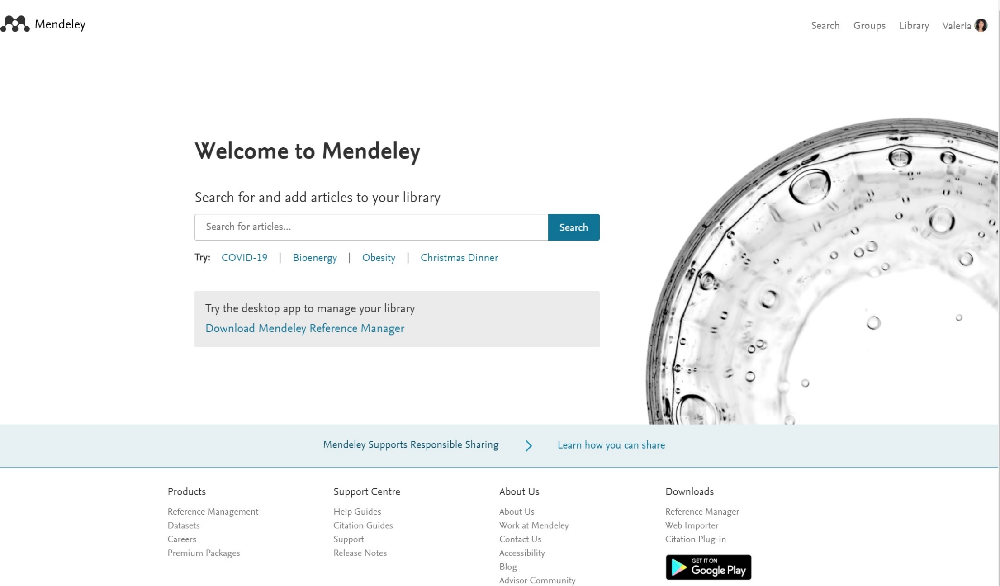 Mendeley
Search Groups Library Valeria
Welcome to Mendeley
Search for and add articles to your library
Search for articles...
Search
Try: COVID-19 | Bioenergy | Obesity | Christmas Dinner
Try the desktop app to manage your library
Download Mendeley Reference Manager
Mendeley Supports Responsible Sharing
Learn how you can share
Products
Reference Management
Datasets
Careers
Premium Packages
Support Centre
Help Guides
Citation Guides
Support
Release Notes
About Us
About Us
Work at Mendeley
Contact Us
Accessibility
Blog
Advisor Community
Downloads
Reference Manager
Web Importer
Citation Plug-in
GET IT ON
Google Play